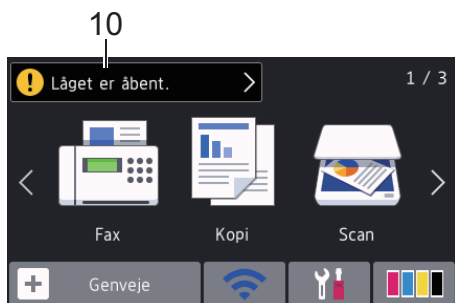 10
Låget er åbent.
1 / 3
Fax Kopi Scan
Genveje